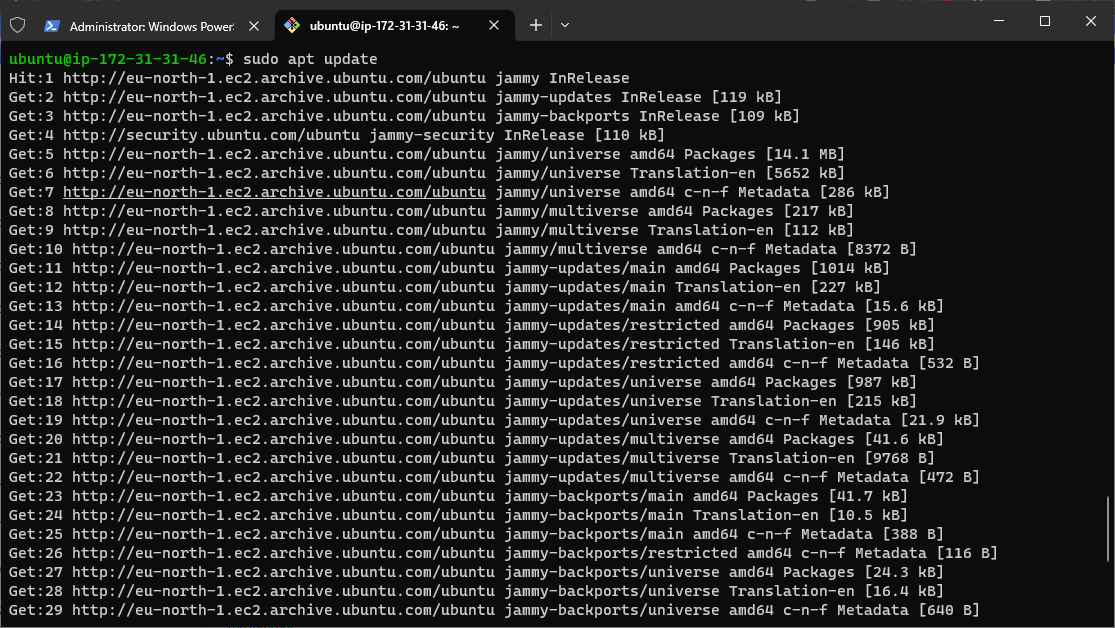 Administrator: Windows Power
ubuntu@ip-172-31-31-46: ~
ubuntu@ip-172-31-31-46:~$ sudo apt update
Hit:1 http://eu-north-1.ec2.archive.ubuntu.com/ubuntu jammy InRelease
Get:2 http://eu-north-1.ec2.archive.ubuntu.com/ubuntu jammy-updates InRelease [119 kB]
Get:3 http://eu-north-1.ec2.archive.ubuntu.com/ubuntu jammy-backports InRelease [109 kB]
Get:4 http://security.ubuntu.com/ubuntu jammy-security InRelease [110 kB]
Get:5 http://eu-north-1.ec2.archive.ubuntu.com/ubuntu jammy/universe amd64 Packages [14.1 MB]
Get:6 http://eu-north-1.ec2.archive.ubuntu.com/ubuntu jammy/universe Translation-en [5652 kB]
Get:7 http://eu-north-1.ec2.archive.ubuntu.com/ubuntu jammy/universe amd64 c-n-f Metadata [286 kB]
Get:8 http://eu-north-1.ec2.archive.ubuntu.com/ubuntu jammy/multiverse amd64 Packages [217 kB]
Get:9 http://eu-north-1.ec2.archive.ubuntu.com/ubuntu jammy/multiverse Translation-en [112 kB]
Get:10 http://eu-north-1.ec2.archive.ubuntu.com/ubuntu jammy/multiverse amd64 c-n-f Metadata [8372 B]
Get:11 http://eu-north-1.ec2.archive.ubuntu.com/ubuntu jammy-updates/main amd64 Packages [1014 kB]
Get:12 http://eu-north-1.ec2.archive.ubuntu.com/ubuntu jammy-updates/main Translation-en [227 kB]
Get:13 http://eu-north-1.ec2.archive.ubuntu.com/ubuntu jammy-updates/main amd64 c-n-f Metadata [15.6 kB]
Get:14 http://eu-north-1.ec2.archive.ubuntu.com/ubuntu jammy-updates/restricted amd64 Packages [905 kB]
Get:15 http://eu-north-1.ec2.archive.ubuntu.com/ubuntu jammy-updates/restricted Translation-en [146 kB]
Get:16 http://eu-north-1.ec2.archive.ubuntu.com/ubuntu jammy-updates/restricted amd64 c-n-f Metadata [532 B]
Get:17 http://eu-north-1.ec2.archive.ubuntu.com/ubuntu jammy-updates/universe amd64 Packages [987 kB]
Get:18 http://eu-north-1.ec2.archive.ubuntu.com/ubuntu jammy-updates/universe Translation-en [215 kB]
Get:19 http://eu-north-1.ec2.archive.ubuntu.com/ubuntu jammy-updates/universe amd64 c-n-f Metadata [21.9 kB]
Get:20 http://eu-north-1.ec2.archive.ubuntu.com/ubuntu jammy-updates/multiverse amd64 Packages [41.6 kB]
Get:21 http://eu-north-1.ec2.archive.ubuntu.com/ubuntu jammy-updates/multiverse Translation-en [9768 B]
Get:22 http://eu-north-1.ec2.archive.ubuntu.com/ubuntu jammy-updates/multiverse amd64 c-n-f Metadata [472 B]
Get:23 http://eu-north-1.ec2.archive.ubuntu.com/ubuntu jammy-backports/main amd64 Packages [41.7 kB]
Get:24 http://eu-north-1.ec2.archive.ubuntu.com/ubuntu jammy-backports/main Translation-en [10.5 kB]
Get:25 http://eu-north-1.ec2.archive.ubuntu.com/ubuntu jammy-backports/main amd64 c-n-f Metadata [388 B]
Get:26 http://eu-north-1.ec2.archive.ubuntu.com/ubuntu jammy-backports/restricted amd64 c-n-f Metadata [116 B]
Get:27 http://eu-north-1.ec2.archive.ubuntu.com/ubuntu jammy-backports/universe amd64 Packages [24.3 kB]
Get:28 http://eu-north-1.ec2.archive.ubuntu.com/ubuntu jammy-backports/universe Translation-en [16.4 kB]
Get:29 http://eu-north-1.ec2.archive.ubuntu.com/ubuntu jammy-backports/universe amd64 c-n-f Metadata [640 B]